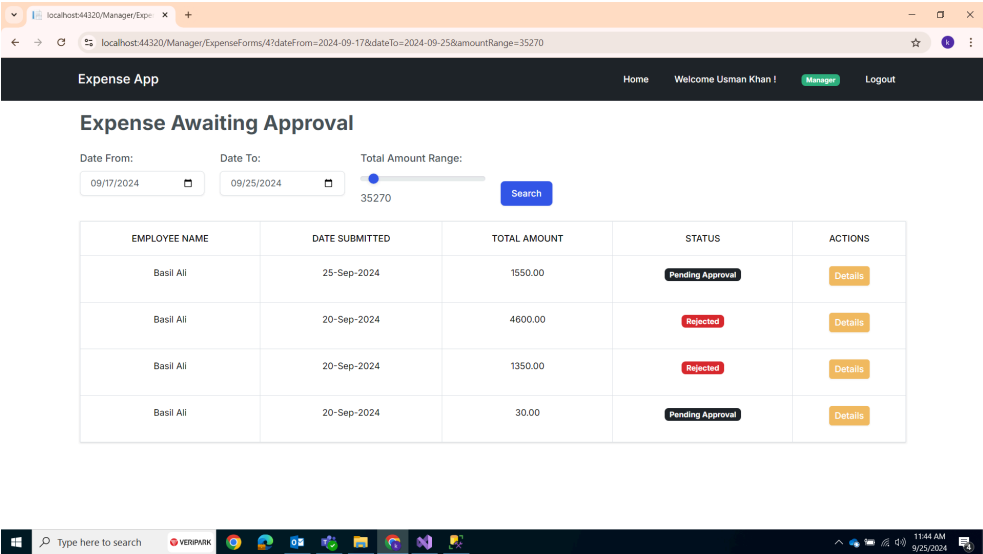 localhost:44320/Manager/Expe
localhost:44320/Manager/ExpenseForms/4?dateFrom=2024-09-17&dateTo=2024-09-25&amountRange=35270
k
Expense App
Home Welcome Usman Khan ! Manager Logout
Expense Awaiting Approval
Date From: Date To: Total Amount Range:
09/17/2024 09/25/2024
35270
Search
EMPLOYEE NAME DATE SUBMITTED TOTAL AMOUNT STATUS ACTIONS
Basil Ali 25-Sep-2024 1550.00 Pending Approval Details
Basil Ali 20-Sep-2024 4600.00 Rejected Details
Basil Ali 20-Sep-2024 1350.00 Rejected Details
Basil Ali 20-Sep-2024 30.00 Pending Approval Details
Type here to search VERIPARK
11:44 AM
9/25/2024
4